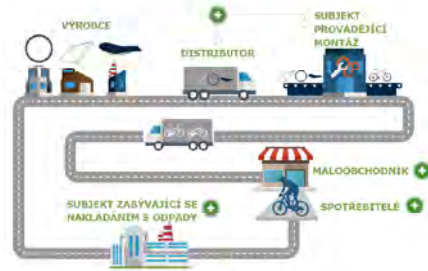 VÝROBCE
DISTRIBUTOR
SUBJEKT
PROVÁDĚJÍCÍ
MONTÁŽ
MALOOBCHODNÍK
SPOTŘEBITELÉ
SUBJEKT ZABÝVAJÍCÍ SE
NAKLÁDÁNÍM S ODPADY